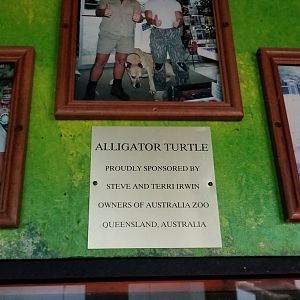 ALLIGATOR TURTLE
PROUDLY SPONSORED BY
STEVE AND TERRI IRWIN
OWNERS OF AUSTRALIA ZOO
QUEENSLAND, AUSTRALIA